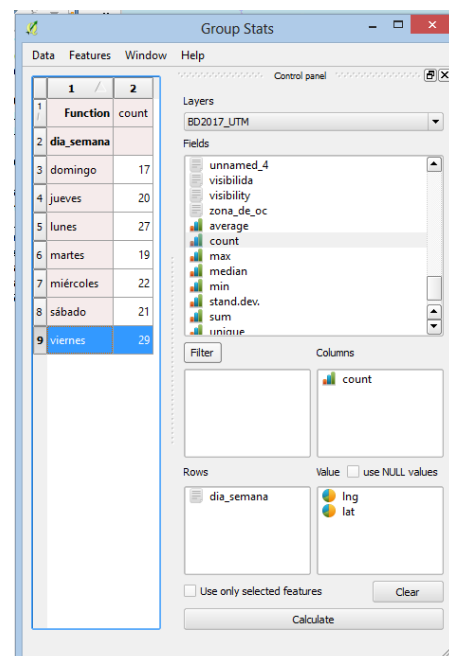 Group Stats
Data Features Window Help
1 2
1 Function count
2 dia_semana
3 domingo 17
4 jueves 20
5 lunes 27
6 martes 19
7 miércoles 22
8 sábado 21
9 viernes 29
Control panel
Layers
BD2017_UTM
Fields
unnamed_4
visibilida
visibility
zona_de_oc
average
count
max
median
min
stand.dev.
sum
unique
Filter Columns
count
Rows Value use NULL values
dia_semana lng
lat
Use only selected features Clear
Calculate